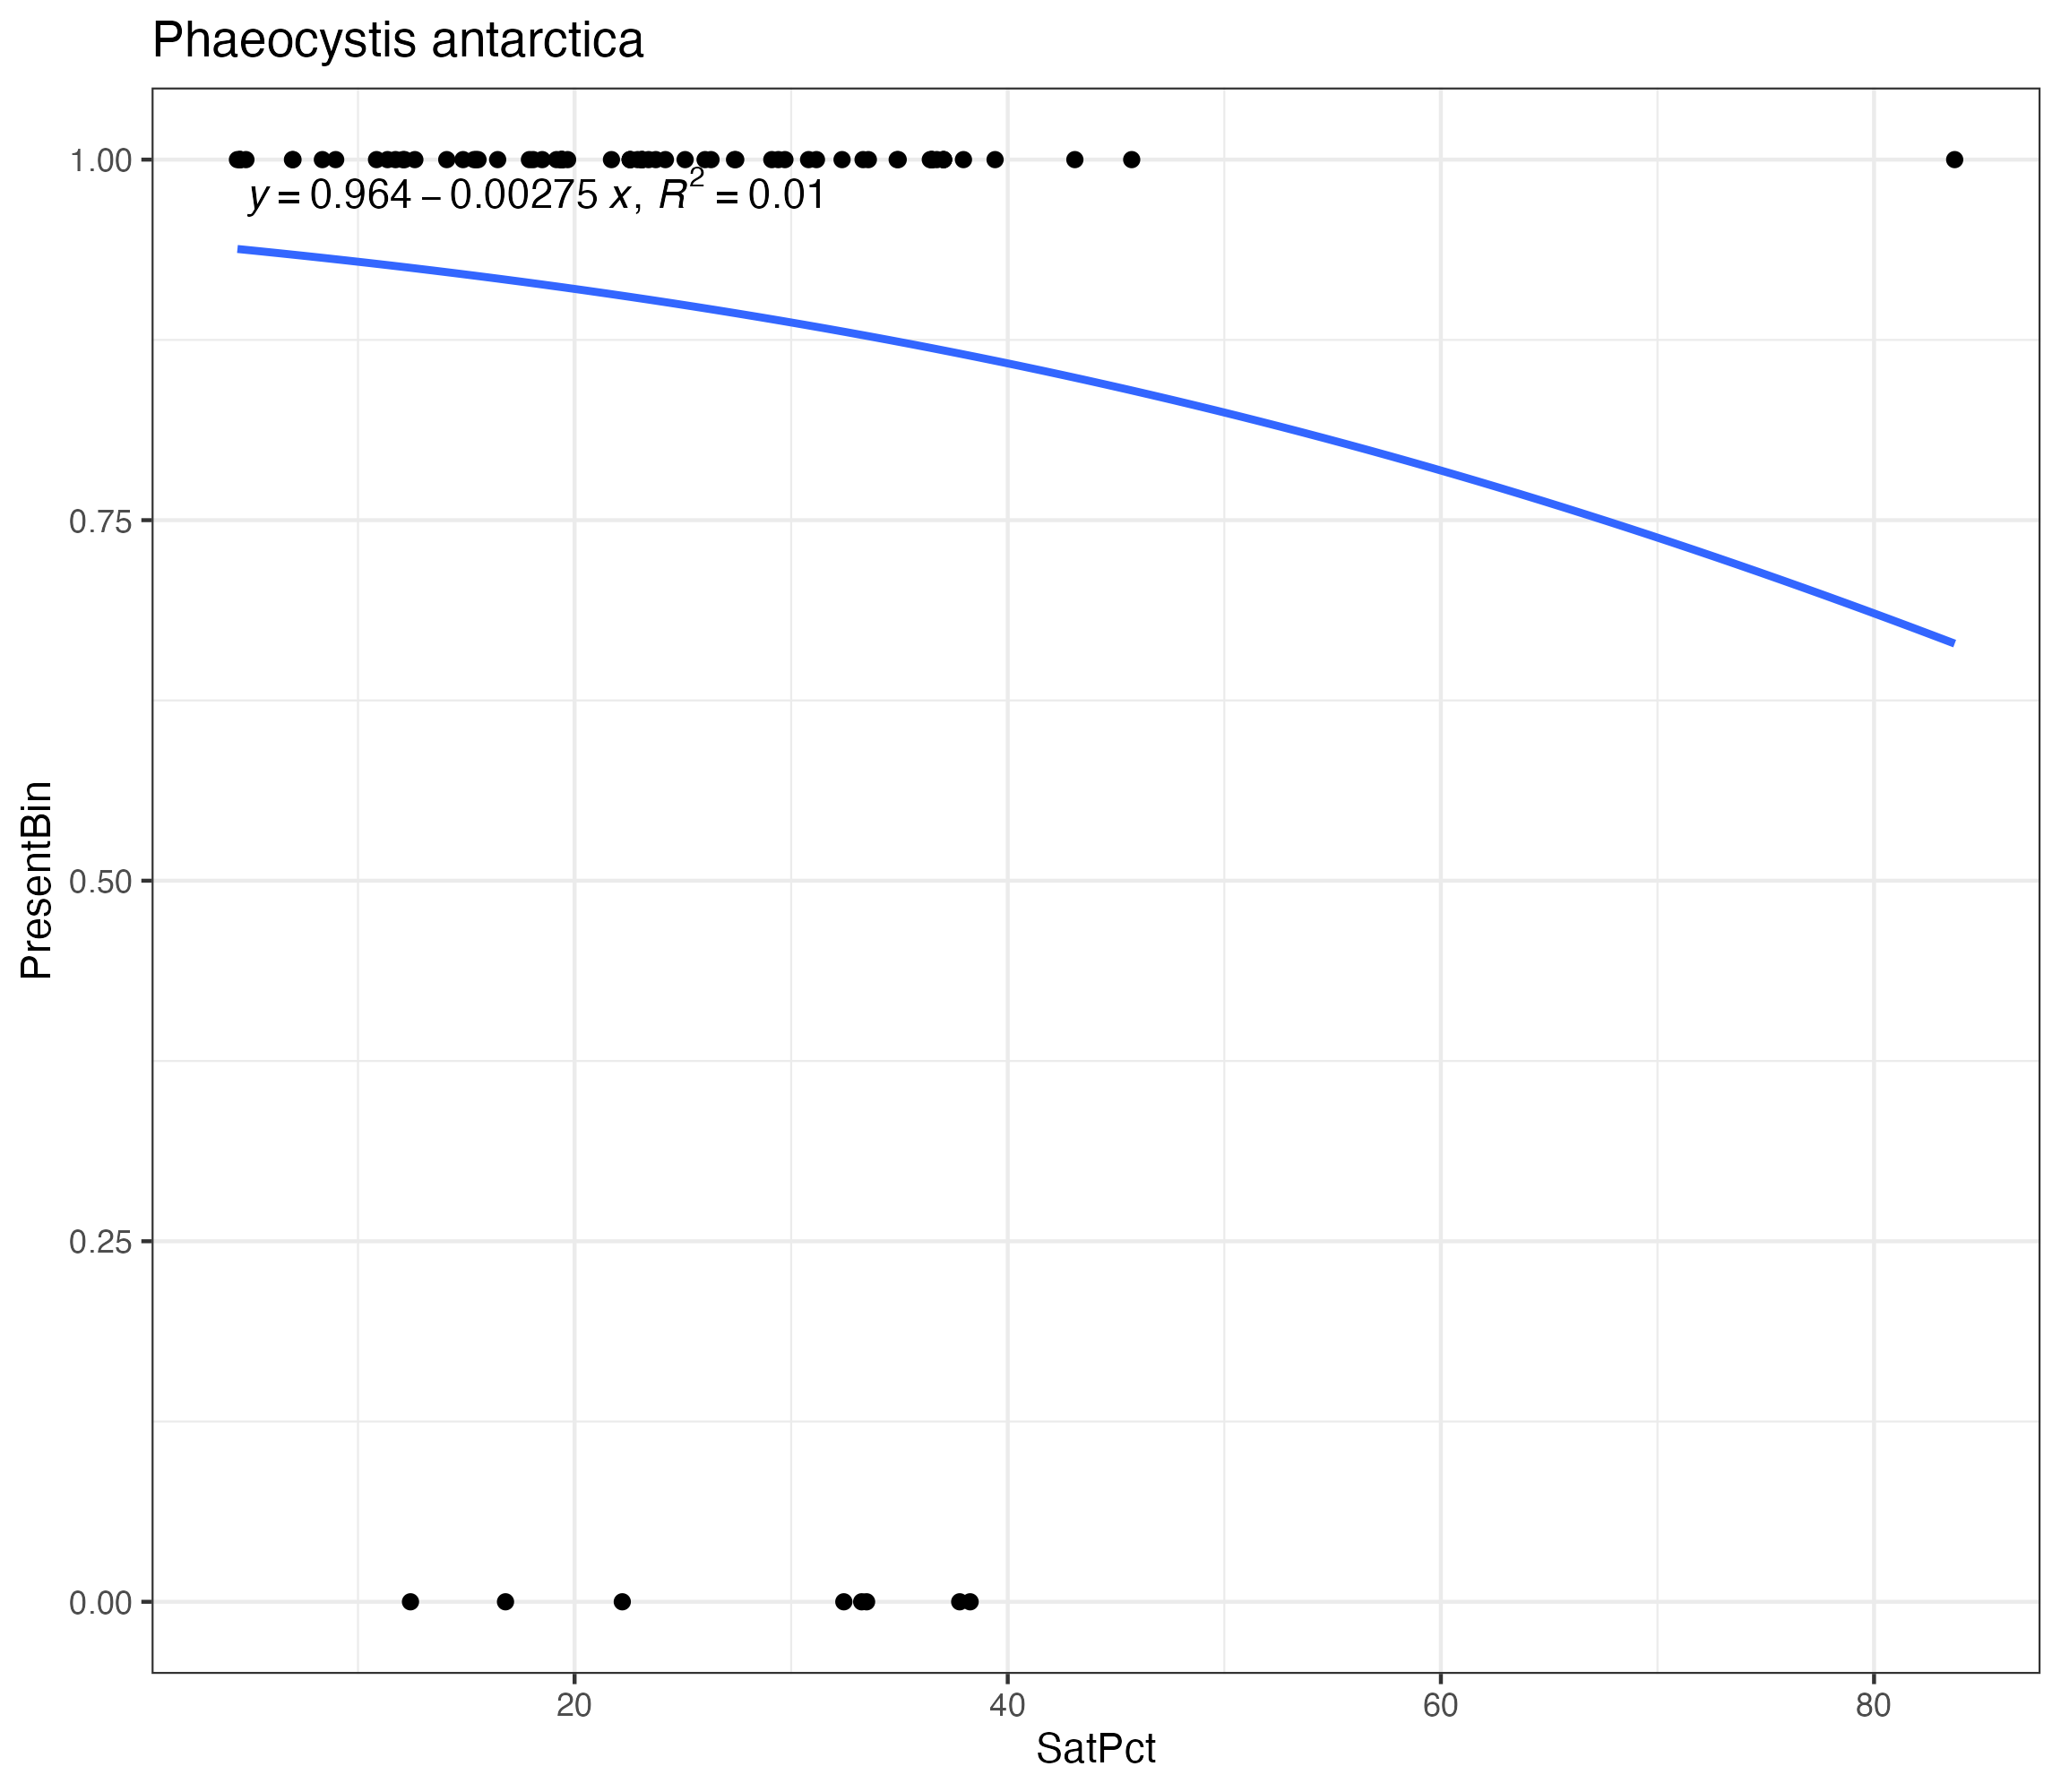 Phaeocystis antarctica
1.00
y = 0.964 – 0.00275 x, R² = 0.01
0.75
0.50
0.25
0.00
PresentBin
20 40 60 80
SatPct